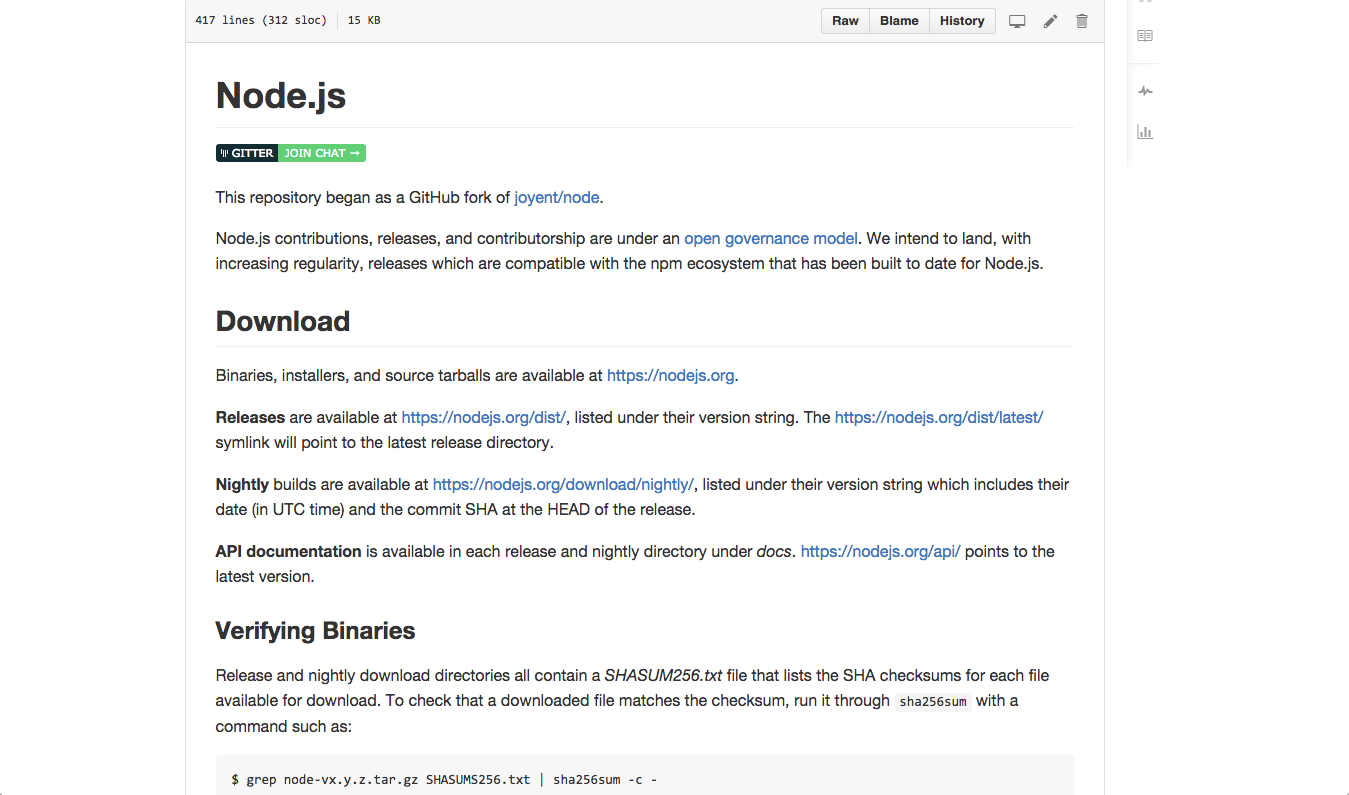 417 lines (312 sloc) 15 KB
Raw Blame History
Node.js
GITTER JOIN CHAT →
This repository began as a GitHub fork of joyent/node.
Node.js contributions, releases, and contributorship are under an open governance model. We intend to land, with
increasing regularity, releases which are compatible with the npm ecosystem that has been built to date for Node.js.
Download
Binaries, installers, and source tarballs are available at https://nodejs.org.
Releases are available at https://nodejs.org/dist/, listed under their version string. The https://nodejs.org/dist/latest/
symlink will point to the latest release directory.
Nightly builds are available at https://nodejs.org/download/nightly/, listed under their version string which includes their
date (in UTC time) and the commit SHA at the HEAD of the release.
API documentation is available in each release and nightly directory under docs. https://nodejs.org/api/ points to the
latest version.
Verifying Binaries
Release and nightly download directories all contain a SHASUM256.txt file that lists the SHA checksums for each file
available for download. To check that a downloaded file matches the checksum, run it through sha256sum with a
command such as:
$ grep node-vx.y.z.tar.gz SHASUMS256.txt | sha256sum -c -